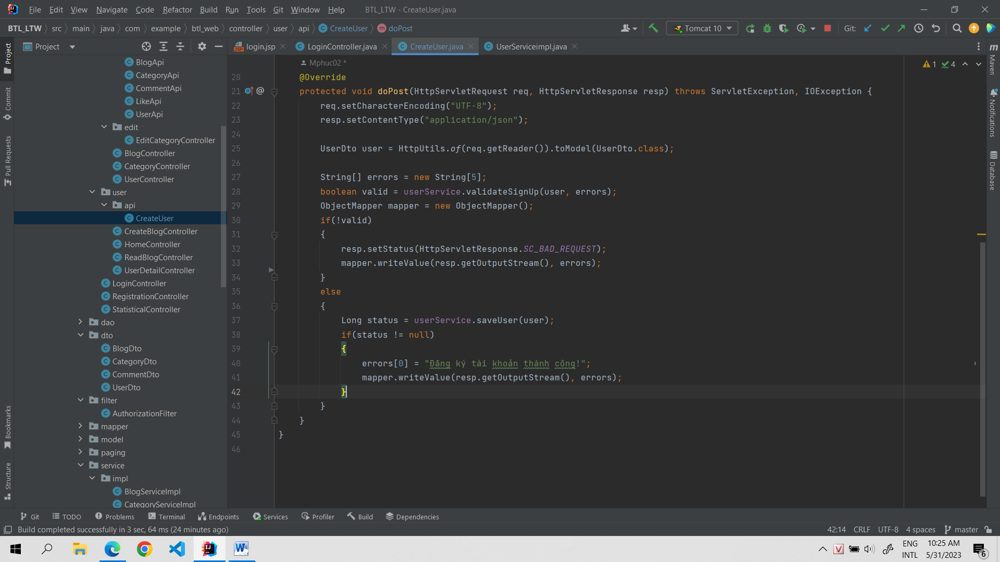 File Edit View Navigate Code Refactor Build Run Tools Git Window Help BTL_LTW - CreateUser.java
BTL_LTW src main java com example btl_web controller user api CreateUser doPost Tomcat 10 Git:
Project login.jsp LoginController.java CreateUser.java UserServiceimpl.java
Project
Commit
Pull Requests
Bookmarks
Structure
BlogApi
CategoryApi
CommentApi
LikeApi
UserApi
edit
EditCategoryController
BlogController
CategoryController
UserController
user
api
CreateUser
CreateBlogController
HomeController
ReadBlogController
UserDetailController
LoginController
RegistrationController
StatisticalController
dao
dto
BlogDto
CategoryDto
CommentDto
UserDto
filter
AuthorizationFilter
mapper
model
paging
service
impl
BlogServiceImpl
CategoryServiceImpl
Mphuc02 *
1 4
20 @Override
21 @ protected void doPost(HttpServletRequest req, HttpServletResponse resp) throws ServletException, IOException {
22 req.setCharacterEncoding("UTF-8");
23 resp.setContentType("application/json");
24
25 UserDto user = HttpUtils.of(req.getReader()).toModel(UserDto.class);
26
27 String[] errors = new String[5];
28 boolean valid = userService.validateSignUp(user, errors);
29 ObjectMapper mapper = new ObjectMapper();
30 if(!valid)
31 {
32 resp.setStatus(HttpServletResponse.SC_BAD_REQUEST);
33 mapper.writeValue(resp.getOutputStream(), errors);
34 }
35 else
36 {
37 Long status = userService.saveUser(user);
38 if(status != null)
39 {
40 errors[0] = "Đăng ký tài khoản thành công!";
41 mapper.writeValue(resp.getOutputStream(), errors);
42 }
43 }
44 }
45 }
46
m Maven
Notifications
Database
Git TODO Problems Terminal Endpoints Services Profiler Build Dependencies
Build completed successfully in 3 sec, 64 ms (24 minutes ago) 42:14 CRLF UTF-8 4 spaces master
ENG 10:25 AM
INTL 5/31/2023 6